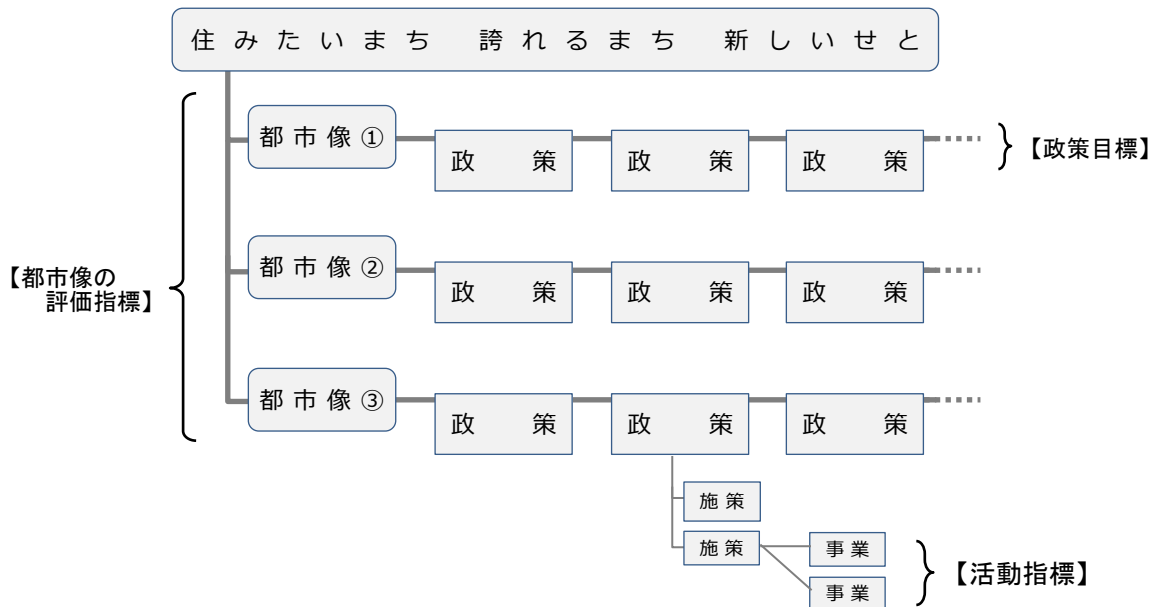 住みたいまち 誇れるまち 新しいせと
都市像①
政策
政策
政策
【政策目標】
【都市像の
評価指標】
都市像②
政策
政策
政策
都市像③
政策
政策
政策
施策
施策
事業
事業
【活動指標】